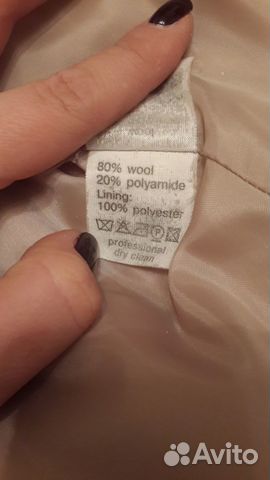 80% wool
20% polyamide
Lining:
100% polyester
P
professional
dry clean
Avito